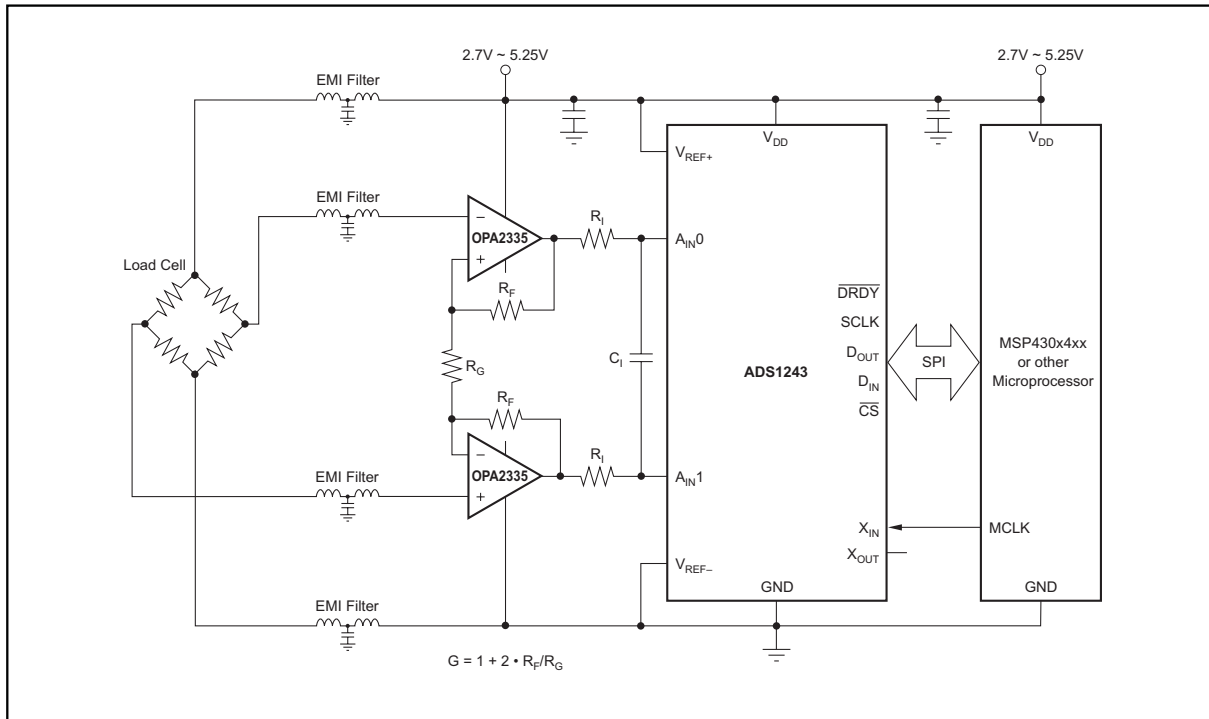 2.7V ~ 5.25V
2.7V ~ 5.25V
EMI Filter
V_DD
V_DD
V_REF+
EMI Filter
R_I
−
OPA2335
+
A_IN0
Load Cell
R_F
DRDY
SCLK
D_OUT
D_IN
CS
R_G
C_I
ADS1243
SPI
MSP430x4xx
or other
Microprocessor
R_F
R_I
−
OPA2335
+
A_IN1
EMI Filter
X_IN
MCLK
X_OUT
V_REF−
GND
GND
EMI Filter
G = 1 + 2 • R_F/R_G